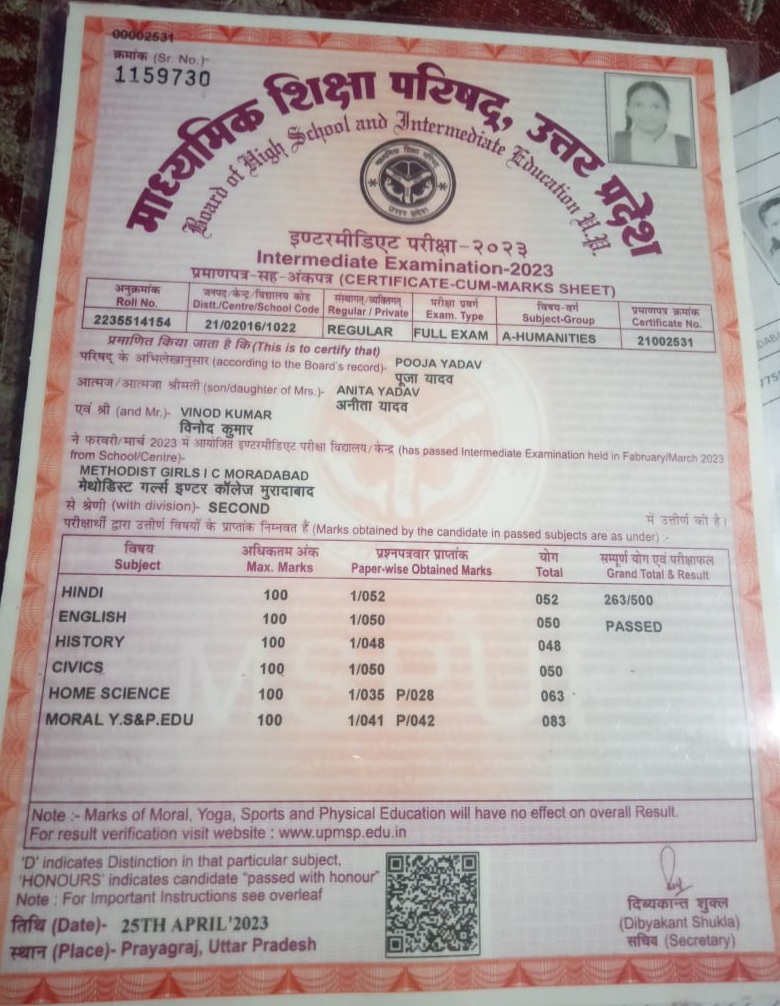 00002531
क्रमांक (Sr. No.)-
1159730
माध्यमिक शिक्षा परिषद्, उत्तर प्रदेश
Board of High School and Intermediate Education U.P.
इण्टरमीडिएट परीक्षा-२०२३
Intermediate Examination-2023
प्रमाणपत्र-सह-अंकपत्र (CERTIFICATE-CUM-MARKS SHEET)
अनुक्रमांक जनपद/केन्द्र/विद्यालय कोड संस्थागत/व्यक्तिगत परीक्षा प्रवर्ग विषय-वर्ग प्रमाणपत्र क्रमांक
Roll No. Distt./Centre/School Code Regular / Private Exam. Type Subject-Group Certificate No.
2235514154 21/02016/1022 REGULAR FULL EXAM A-HUMANITIES 21002531
प्रमाणित किया जाता है कि (This is to certify that)
परिषद् के अभिलेखानुसार (according to the Board's record)- POOJA YADAV
पूजा यादव
आत्मज/आत्मजा श्रीमती (son/daughter of Mrs.)- ANITA YADAV
अनीता यादव
एवं श्री (and Mr.)- VINOD KUMAR
विनोद कुमार
ने फरवरी/मार्च 2023 में आयोजित इण्टरमीडिएट परीक्षा विद्यालय/केन्द्र (has passed Intermediate Examination held in Fabruary/March 2023
from School/Centre)-
METHODIST GIRLS I C MORADABAD
मेथोडिस्ट गर्ल्स इण्टर कॉलेज मुरादाबाद
से श्रेणी (with division)- SECOND में उत्तीर्ण की है।
परीक्षार्थी द्वारा उत्तीर्ण विषयों के प्राप्तांक निम्नवत हैं (Marks obtained by the candidate in passed subjects are as under) :-
विषय अधिकतम अंक प्रश्नपत्रवार प्राप्तांक योग सम्पूर्ण योग एवं परीक्षाफल
Subject Max. Marks Paper-wise Obtained Marks Total Grand Total & Result
HINDI 100 1/052 052 263/500
ENGLISH 100 1/050 050 PASSED
HISTORY 100 1/048 048
CIVICS 100 1/050 050
HOME SCIENCE 100 1/035 P/028 063
MORAL Y.S&P.EDU 100 1/041 P/042 083
Note :- Marks of Moral, Yoga, Sports and Physical Education will have no effect on overall Result.
For result verification visit website : www.upmsp.edu.in
'D' indicates Distinction in that particular subject,
'HONOURS' indicates candidate "passed with honour"
Note : For Important Instructions see overleaf
तिथि (Date)- 25TH APRIL'2023
स्थान (Place)- Prayagraj, Uttar Pradesh
दिब्यकान्त शुक्ल
(Dibyakant Shukla)
सचिव (Secretary)